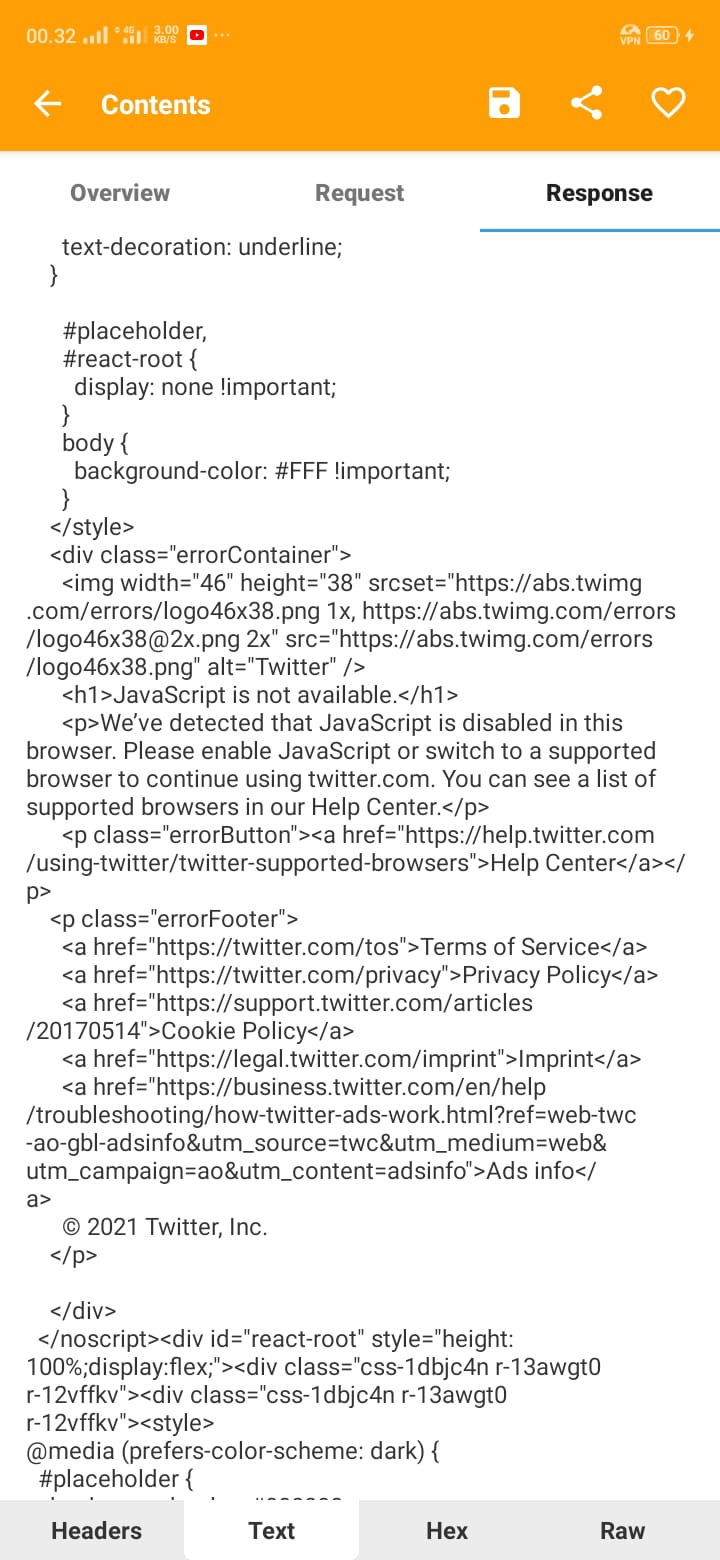 00.32 4G 3.00 KB/S VPN 60
Contents
Overview Request Response
text-decoration: underline;
}
#placeholder,
#react-root {
display: none !important;
}
body {
background-color: #FFF !important;
}
</style>
<div class="errorContainer">
<img width="46" height="38" srcset="https://abs.twimg
.com/errors/logo46x38.png 1x, https://abs.twimg.com/errors
/logo46x38@2x.png 2x" src="https://abs.twimg.com/errors
/logo46x38.png" alt="Twitter" />
<h1>JavaScript is not available.</h1>
<p>We’ve detected that JavaScript is disabled in this
browser. Please enable JavaScript or switch to a supported
browser to continue using twitter.com. You can see a list of
supported browsers in our Help Center.</p>
<p class="errorButton"><a href="https://help.twitter.com
/using-twitter/twitter-supported-browsers">Help Center</a></
p>
<p class="errorFooter">
<a href="https://twitter.com/tos">Terms of Service</a>
<a href="https://twitter.com/privacy">Privacy Policy</a>
<a href="https://support.twitter.com/articles
/20170514">Cookie Policy</a>
<a href="https://legal.twitter.com/imprint">Imprint</a>
<a href="https://business.twitter.com/en/help
/troubleshooting/how-twitter-ads-work.html?ref=web-twc
-ao-gbl-adsinfo&utm_source=twc&utm_medium=web&
utm_campaign=ao&utm_content=adsinfo">Ads info</
a>
© 2021 Twitter, Inc.
</p>
</div>
</noscript><div id="react-root" style="height:
100%;display:flex;"><div class="css-1dbjc4n r-13awgt0
r-12vffkv"><div class="css-1dbjc4n r-13awgt0
r-12vffkv"><style>
@media (prefers-color-scheme: dark) {
#placeholder {
Headers Text Hex Raw